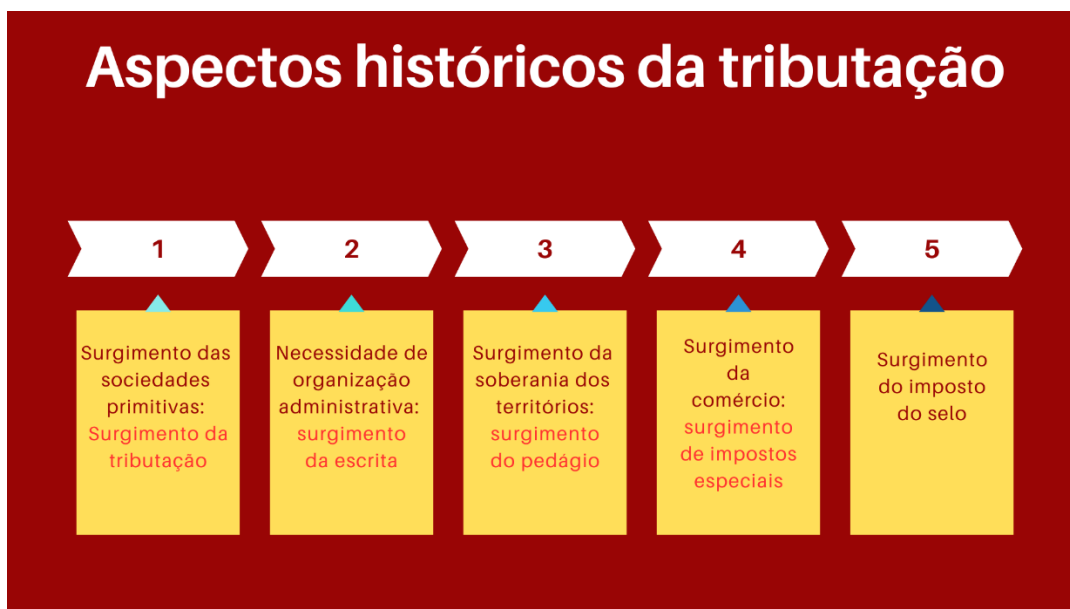 Aspectos históricos da tributação
1
2
3
4
5
Surgimento das
sociedades
primitivas:
Surgimento da
tributação
Necessidade de
organização
administrativa:
surgimento
da escrita
Surgimento da
soberania dos
territórios:
surgimento
do pedágio
Surgimento
da
comércio:
surgimento
de impostos
especiais
Surgimento
do imposto
do selo